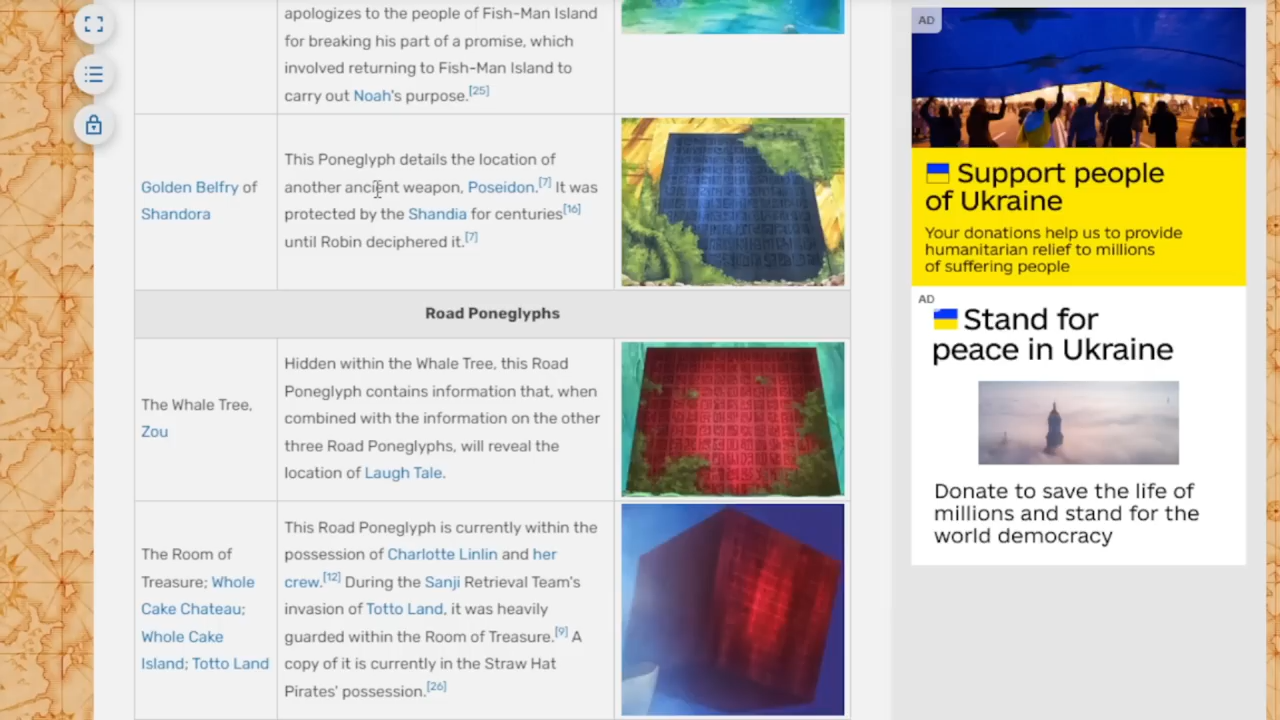 apologizes to the people of Fish-Man Island
for breaking his part of a promise, which
involved returning to Fish-Man Island to
carry out Noah's purpose.[25]
Golden Belfry of
Shandora
This Poneglyph details the location of
another ancient weapon, Poseidon.[7] It was
protected by the Shandia for centuries[16]
until Robin deciphered it.[7]
Road Poneglyphs
The Whale Tree,
Zou
Hidden within the Whale Tree, this Road
Poneglyph contains information that, when
combined with the information on the other
three Road Poneglyphs, will reveal the
location of Laugh Tale.
The Room of
Treasure; Whole
Cake Chateau;
Whole Cake
Island; Totto Land
This Road Poneglyph is currently within the
possession of Charlotte Linlin and her
crew.[12] During the Sanji Retrieval Team's
invasion of Totto Land, it was heavily
guarded within the Room of Treasure.[9] A
copy of it is currently in the Straw Hat
Pirates' possession.[26]
AD
Support people
of Ukraine
Your donations help us to provide
humanitarian relief to millions
of suffering people
AD
Stand for
peace in Ukraine
Donate to save the life of
millions and stand for the
world democracy